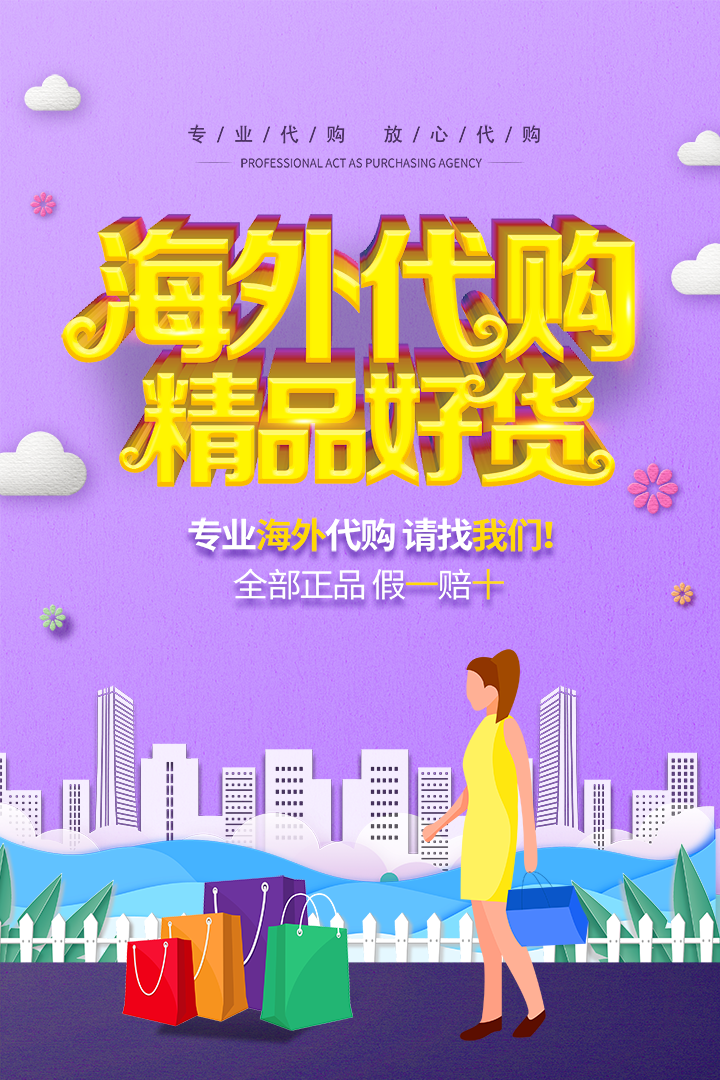 专/业/代/购 放/心/代/购
PROFESSIONAL ACT AS PURCHASING AGENCY
海外代购
精品好货
专业海外代购 请找我们!
全部正品 假一赔十